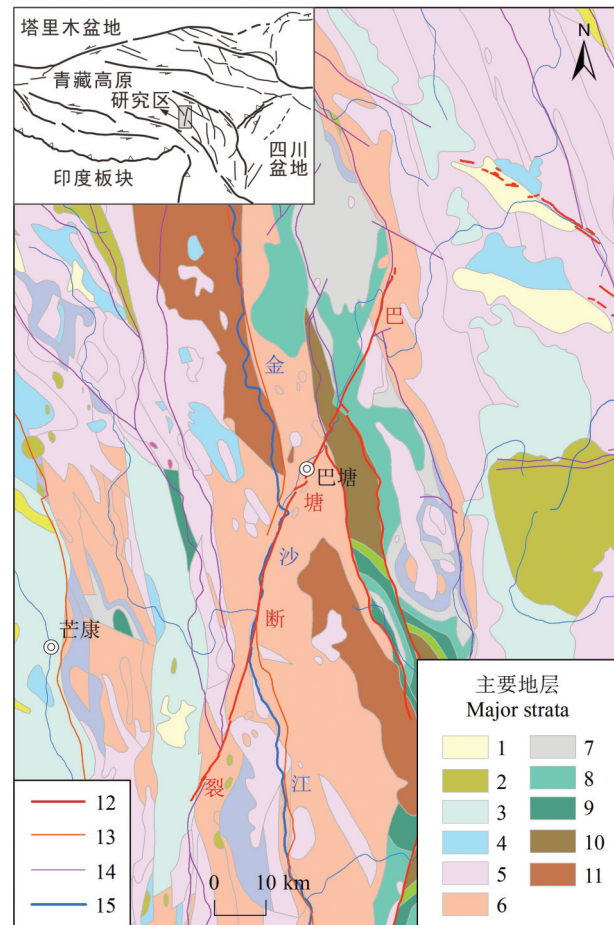 塔里木盆地
青藏高原
研究区
四川
盆地
印度板块
N
巴
金
巴塘
塘
沙
断
芒康
裂
江
0 10 km
12
13
14
15
主要地层
Major strata
1
2
3
4
5
6
7
8
9
10
11